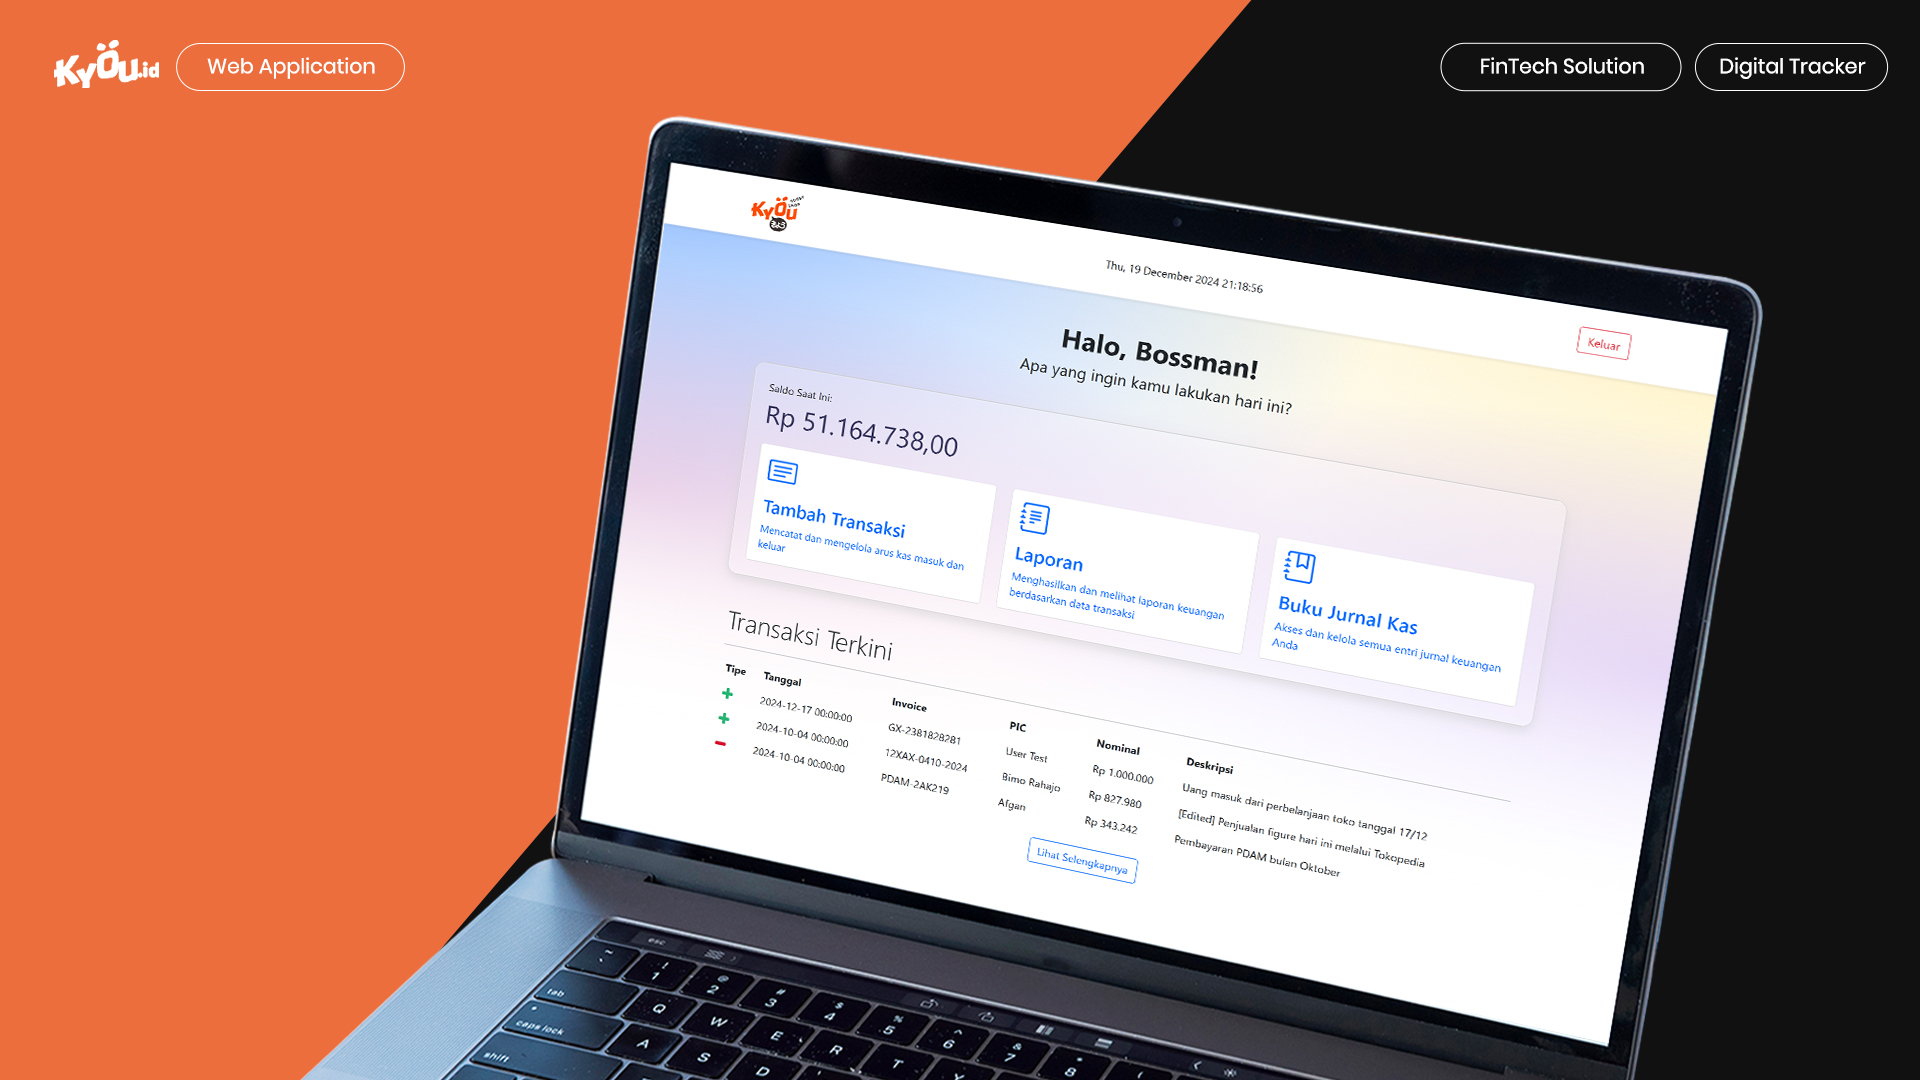 Kyou.id
Web Application
FinTech Solution
Digital Tracker
Kyou
Thu, 19 December 2024 21:18:56
Keluar
Halo, Bossman!
Apa yang ingin kamu lakukan hari ini?
Saldo Saat Ini:
Rp 51.164.738,00
Tambah Transaksi
Mencatat dan mengelola arus kas masuk dan
keluar
Laporan
Menghasilkan dan melihat laporan keuangan
berdasarkan data transaksi
Buku Jurnal Kas
Akses dan kelola semua entri jurnal keuangan
Anda
Transaksi Terkini
Tipe Tanggal Invoice PIC Nominal Deskripsi
+ 2024-12-17 00:00:00 GX-2381828281 User Test Rp 1.000.000 Uang masuk dari perbelanjaan toko tanggal 17/12
+ 2024-10-04 00:00:00 12XAX-0410-2024 Bimo Rahajo Rp 827.980 [Edited] Penjualan figure hari ini melalui Tokopedia
- 2024-10-04 00:00:00 PDAM-2AK219 Afgan Rp 343.242 Pembayaran PDAM bulan Oktober
Lihat Selengkapnya
esc
~ ` ! 1 @ 2 # 3 $ 4 % 5 ^ 6 & 7 * 8 (
tab Q W E R T Y
caps lock A S D
shift